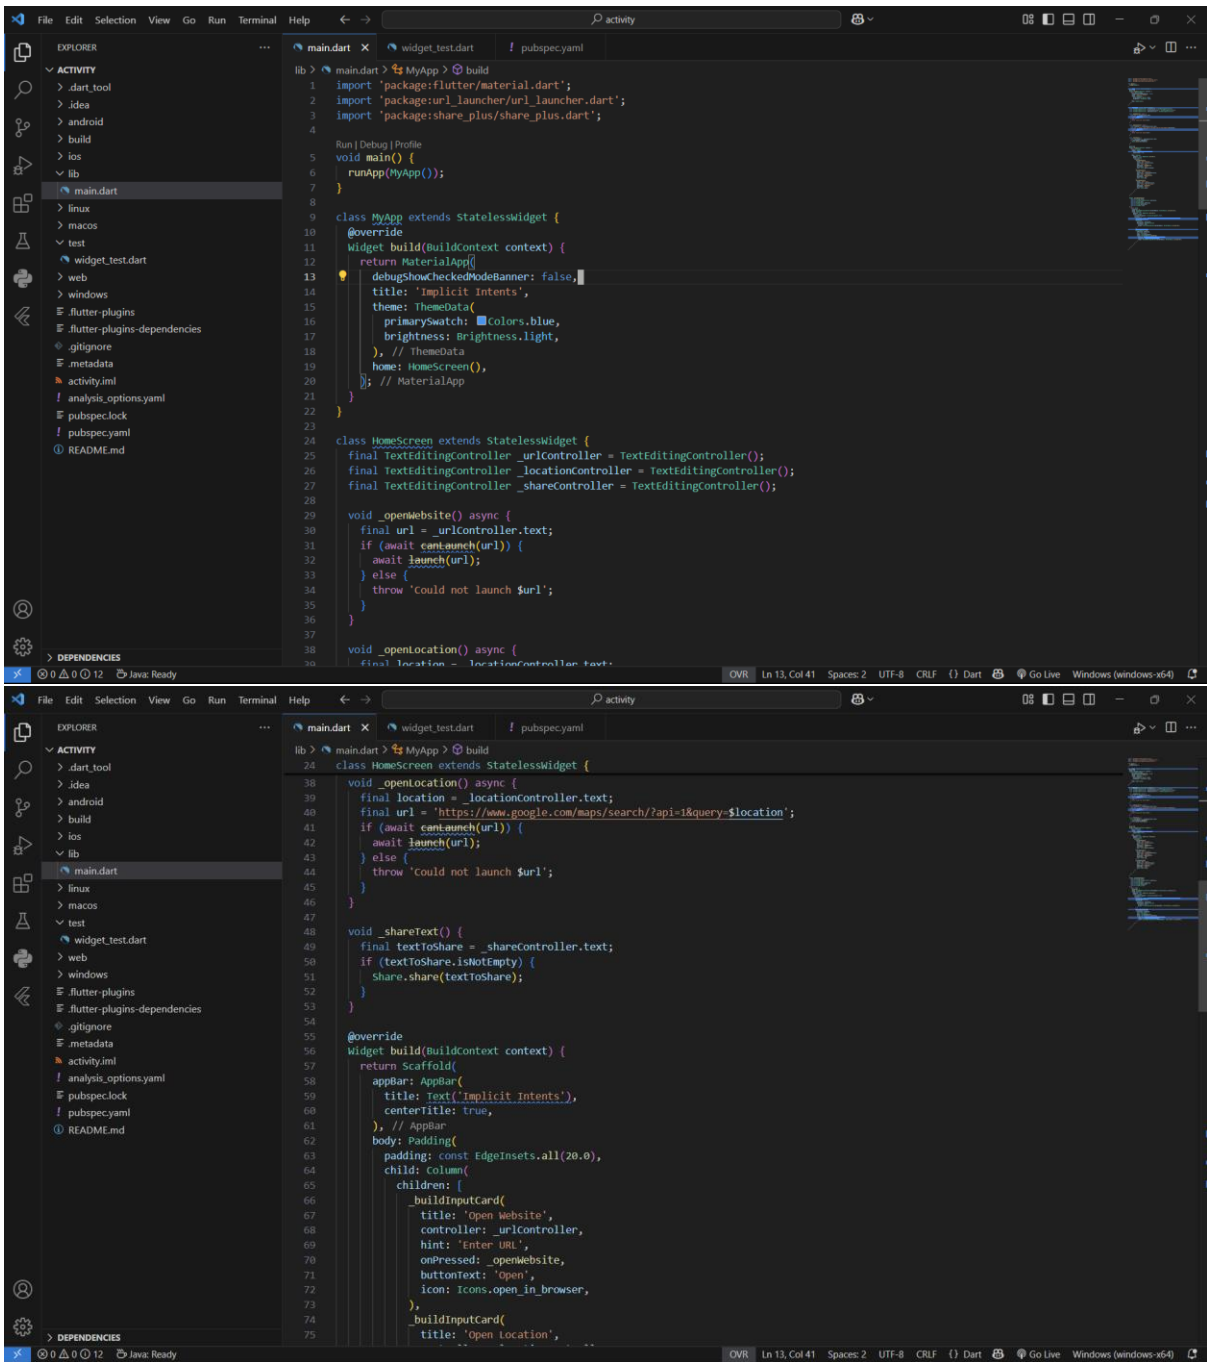 File Edit Selection View Go Run Terminal Help activity
EXPLORER
ACTIVITY
.dart_tool
.idea
android
build
ios
lib
main.dart
linux
macos
test
widget_test.dart
web
windows
.flutter-plugins
.flutter-plugins-dependencies
.gitignore
.metadata
activity.iml
analysis_options.yaml
pubspec.lock
pubspec.yaml
README.md
DEPENDENCIES
main.dart widget_test.dart pubspec.yaml
lib > main.dart > MyApp > build
1 import 'package:flutter/material.dart';
2 import 'package:url_launcher/url_launcher.dart';
3 import 'package:share_plus/share_plus.dart';
4
Run | Debug | Profile
5 void main() {
6 runApp(MyApp());
7 }
8
9 class MyApp extends StatelessWidget {
10 @override
11 Widget build(BuildContext context) {
12 return MaterialApp(
13 debugShowCheckedModeBanner: false,
14 title: 'Implicit Intents',
15 theme: ThemeData(
16 primarySwatch: Colors.blue,
17 brightness: Brightness.light,
18 ), // ThemeData
19 home: HomeScreen(),
20 ); // MaterialApp
21 }
22 }
23
24 class HomeScreen extends StatelessWidget {
25 final TextEditingController _urlController = TextEditingController();
26 final TextEditingController _locationController = TextEditingController();
27 final TextEditingController _shareController = TextEditingController();
28
29 void _openWebsite() async {
30 final url = _urlController.text;
31 if (await canLaunch(url)) {
32 await launch(url);
33 } else {
34 throw 'Could not launch $url';
35 }
36 }
37
38 void _openLocation() async {
39 final location = _locationController.text;
0 0 12 Java: Ready OVR Ln 13, Col 41 Spaces: 2 UTF-8 CRLF {} Dart Go Live Windows (windows-x64)
File Edit Selection View Go Run Terminal Help activity
EXPLORER
ACTIVITY
.dart_tool
.idea
android
build
ios
lib
main.dart
linux
macos
test
widget_test.dart
web
windows
.flutter-plugins
.flutter-plugins-dependencies
.gitignore
.metadata
activity.iml
analysis_options.yaml
pubspec.lock
pubspec.yaml
README.md
DEPENDENCIES
main.dart widget_test.dart pubspec.yaml
lib > main.dart > MyApp > build
24 class HomeScreen extends StatelessWidget {
38 void _openLocation() async {
39 final location = _locationController.text;
40 final url = 'https://www.google.com/maps/search/?api=1&query=$location';
41 if (await canLaunch(url)) {
42 await launch(url);
43 } else {
44 throw 'Could not launch $url';
45 }
46 }
47
48 void _shareText() {
49 final textToShare = _shareController.text;
50 if (textToShare.isNotEmpty) {
51 Share.share(textToShare);
52 }
53 }
54
55 @override
56 Widget build(BuildContext context) {
57 return Scaffold(
58 appBar: AppBar(
59 title: Text('Implicit Intents'),
60 centerTitle: true,
61 ), // AppBar
62 body: Padding(
63 padding: const EdgeInsets.all(20.0),
64 child: Column(
65 children: [
66 _buildInputCard(
67 title: 'Open Website',
68 controller: _urlController,
69 hint: 'Enter URL',
70 onPressed: _openWebsite,
71 buttonText: 'Open',
72 icon: Icons.open_in_browser,
73 ),
74 _buildInputCard(
75 title: 'Open Location',
0 0 12 Java: Ready OVR Ln 13, Col 41 Spaces: 2 UTF-8 CRLF {} Dart Go Live Windows (windows-x64)